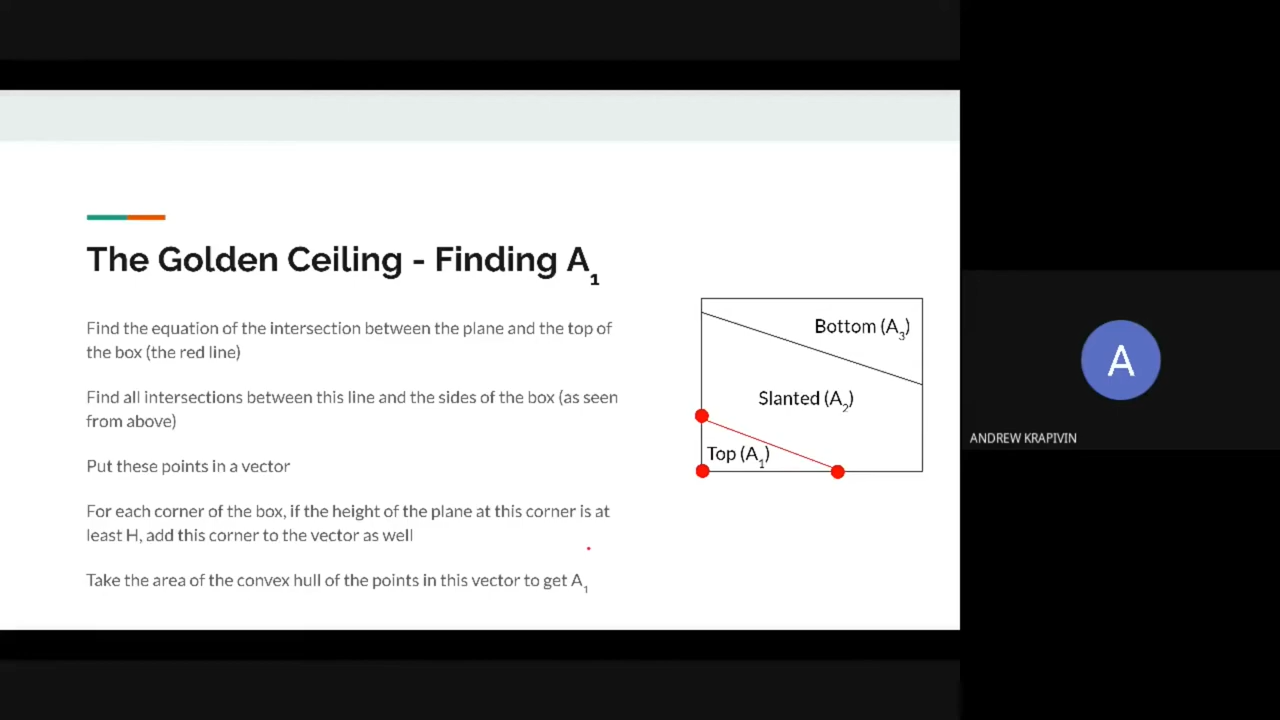 The Golden Ceiling - Finding A1
Find the equation of the intersection between the plane and the top of
the box (the red line)
Find all intersections between this line and the sides of the box (as seen
from above)
Put these points in a vector
For each corner of the box, if the height of the plane at this corner is at
least H, add this corner to the vector as well
Take the area of the convex hull of the points in this vector to get A1
Bottom (A3)
Slanted (A2)
Top (A1)
A
ANDREW KRAPIVIN